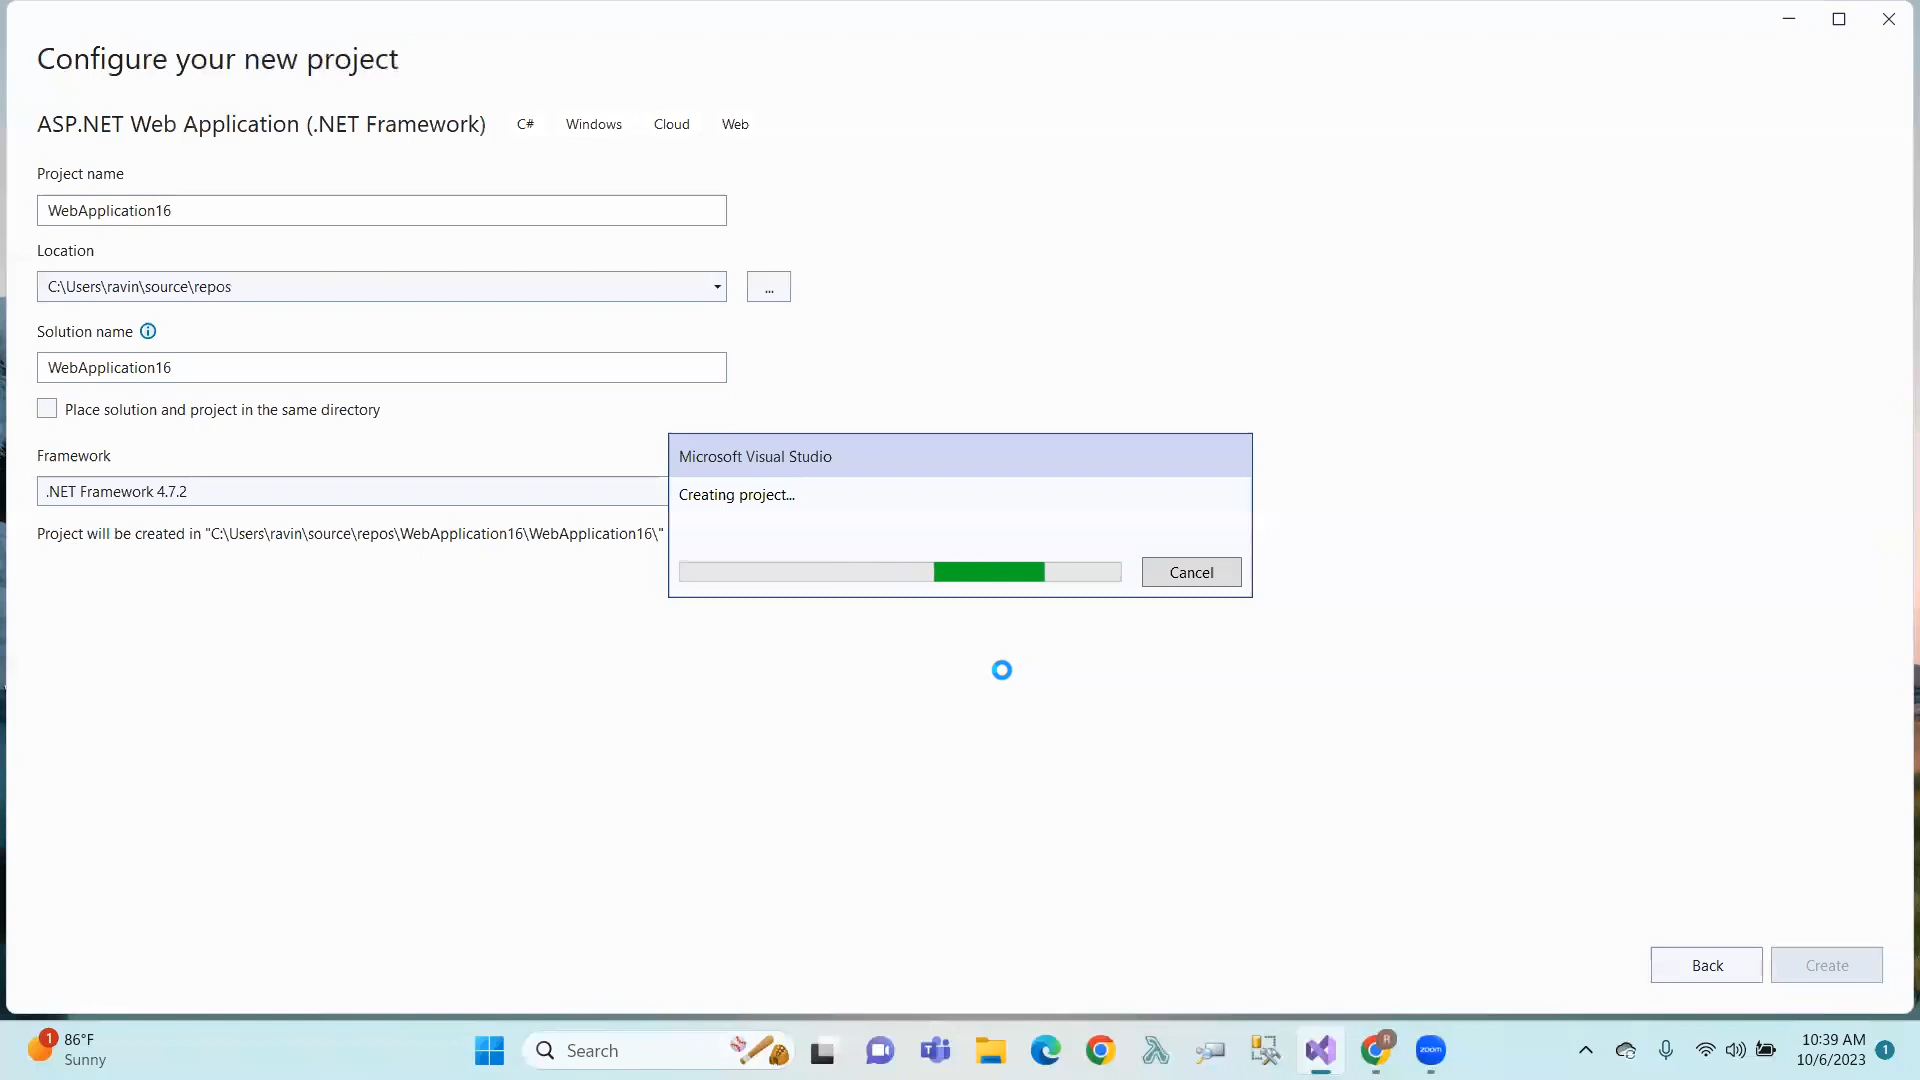 Configure your new project
ASP.NET Web Application (.NET Framework) C# Windows Cloud Web
Project name
WebApplication16
Location
C:\Users\ravin\source\repos
...
Solution name
WebApplication16
Place solution and project in the same directory
Framework
.NET Framework 4.7.2
Project will be created in "C:\Users\ravin\source\repos\WebApplication16\WebApplication16\"
Microsoft Visual Studio
Creating project...
Cancel
Back Create
1
86°F
Sunny
Search
R
zoom
10:39 AM
10/6/2023
1